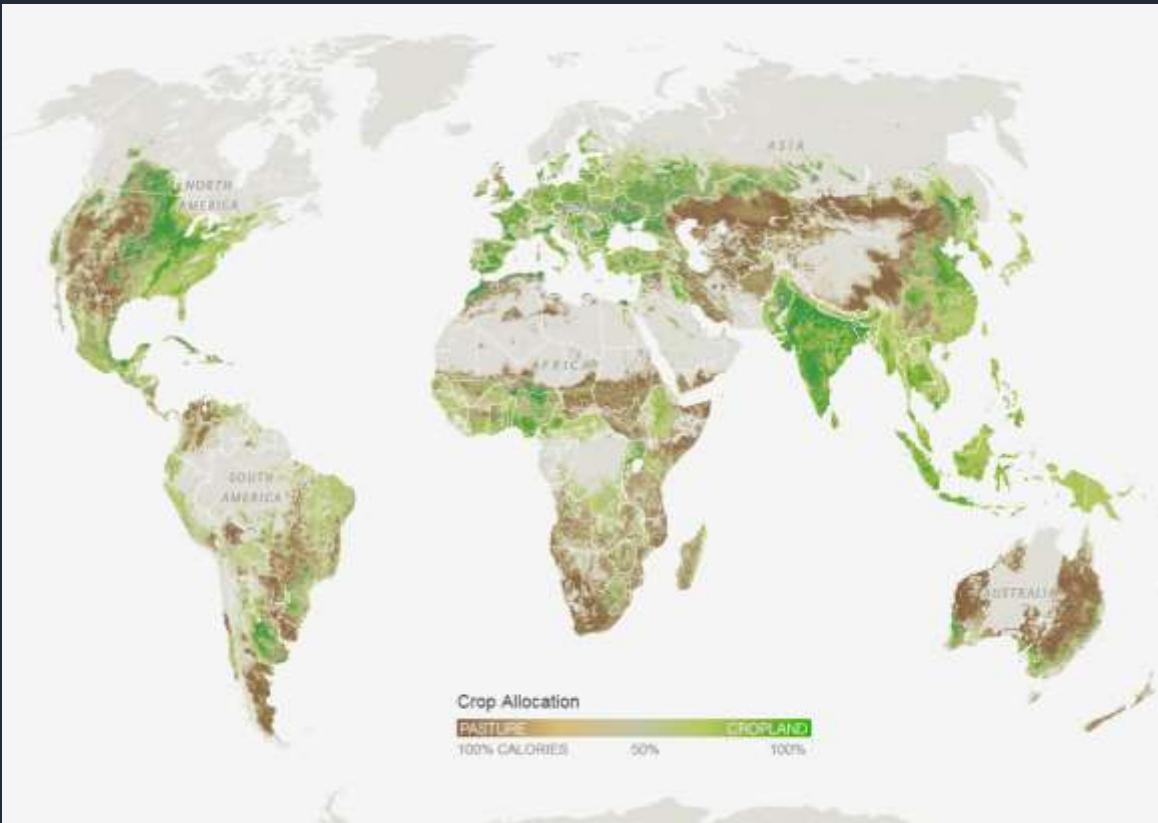 ASIA
NORTH
AMERICA
AFRICA
SOUTH
AMERICA
AUSTRALIA
Crop Allocation
PASTURE CROPLAND
100% CALORIES 50% 100%